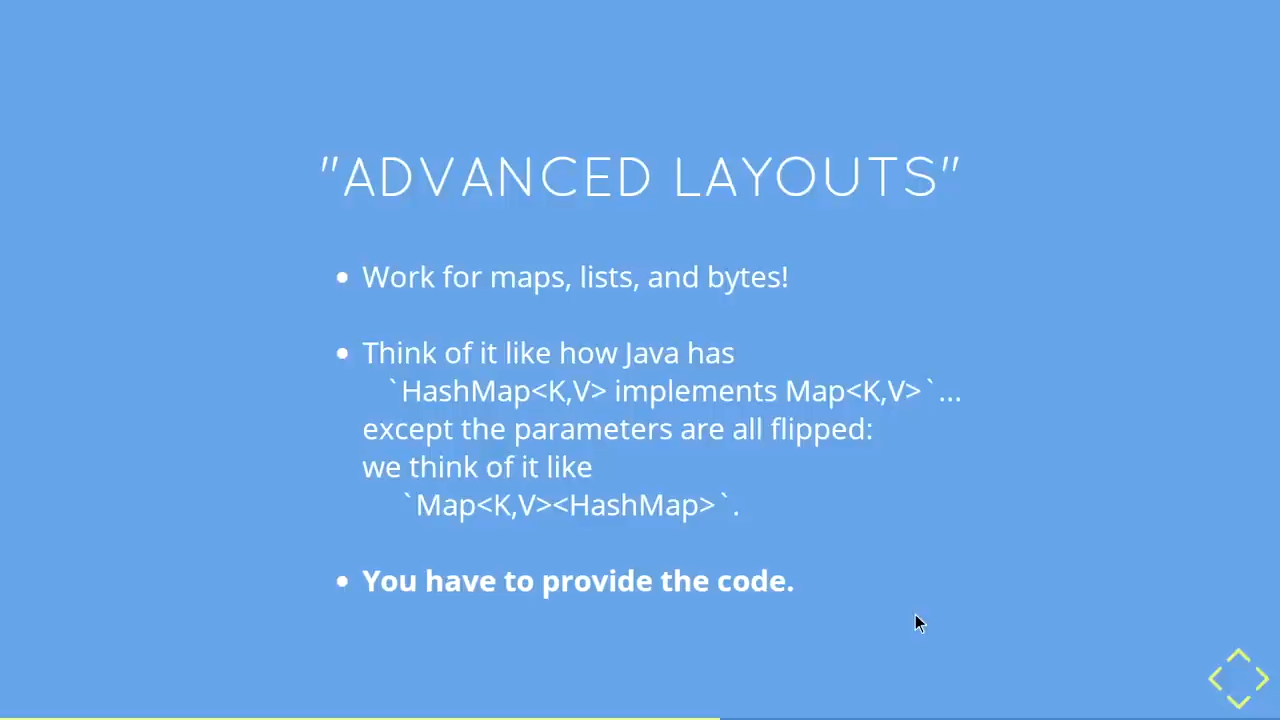 "ADVANCED LAYOUTS"
• Work for maps, lists, and bytes!
• Think of it like how Java has
`HashMap<K,V> implements Map<K,V>`...
except the parameters are all flipped:
we think of it like
`Map<K,V><HashMap>`.
• You have to provide the code.